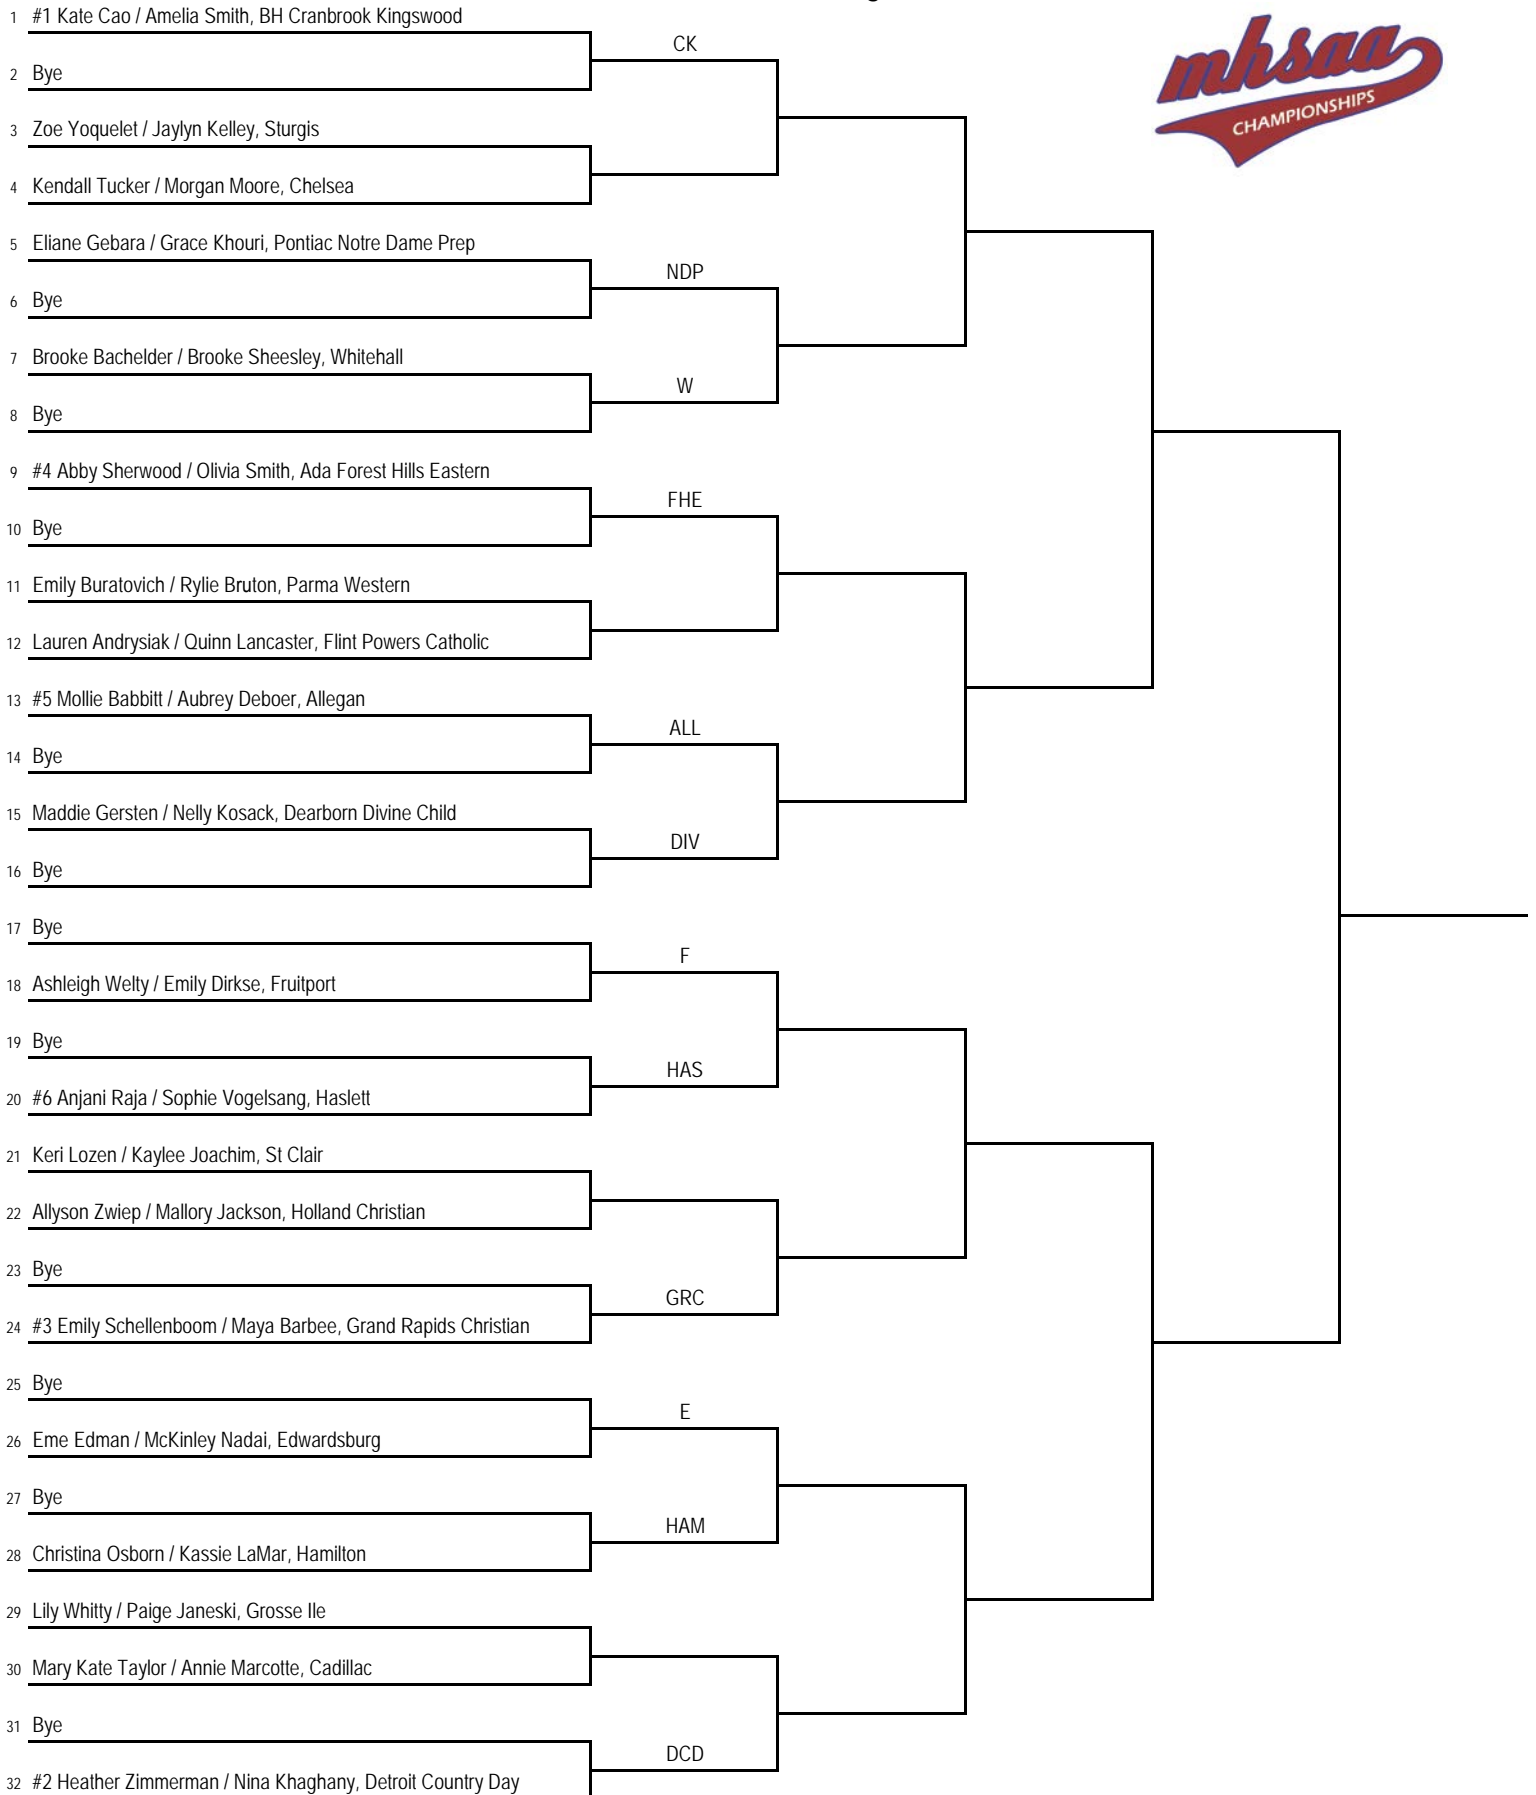 1 #1 Kate Cao / Amelia Smith, BH Cranbrook Kingswood
CK
2 Bye
3 Zoe Yoquelet / Jaylyn Kelley, Sturgis
4 Kendall Tucker / Morgan Moore, Chelsea
5 Eliane Gebara / Grace Khouri, Pontiac Notre Dame Prep
NDP
6 Bye
7 Brooke Bachelder / Brooke Sheesley, Whitehall
W
8 Bye
9 #4 Abby Sherwood / Olivia Smith, Ada Forest Hills Eastern
FHE
10 Bye
11 Emily Buratovich / Rylie Bruton, Parma Western
12 Lauren Andrysiak / Quinn Lancaster, Flint Powers Catholic
13 #5 Mollie Babbitt / Aubrey Deboer, Allegan
ALL
14 Bye
15 Maddie Gersten / Nelly Kosack, Dearborn Divine Child
DIV
16 Bye
17 Bye
F
18 Ashleigh Welty / Emily Dirkse, Fruitport
19 Bye
HAS
20 #6 Anjani Raja / Sophie Vogelsang, Haslett
21 Keri Lozen / Kaylee Joachim, St Clair
22 Allyson Zwiep / Mallory Jackson, Holland Christian
23 Bye
GRC
24 #3 Emily Schellenboom / Maya Barbee, Grand Rapids Christian
25 Bye
E
26 Eme Edman / McKinley Nadai, Edwardsburg
27 Bye
HAM
28 Christina Osborn / Kassie LaMar, Hamilton
29 Lily Whitty / Paige Janeski, Grosse Ile
30 Mary Kate Taylor / Annie Marcotte, Cadillac
31 Bye
DCD
32 #2 Heather Zimmerman / Nina Khaghany, Detroit Country Day
mhsaa
CHAMPIONSHIPS